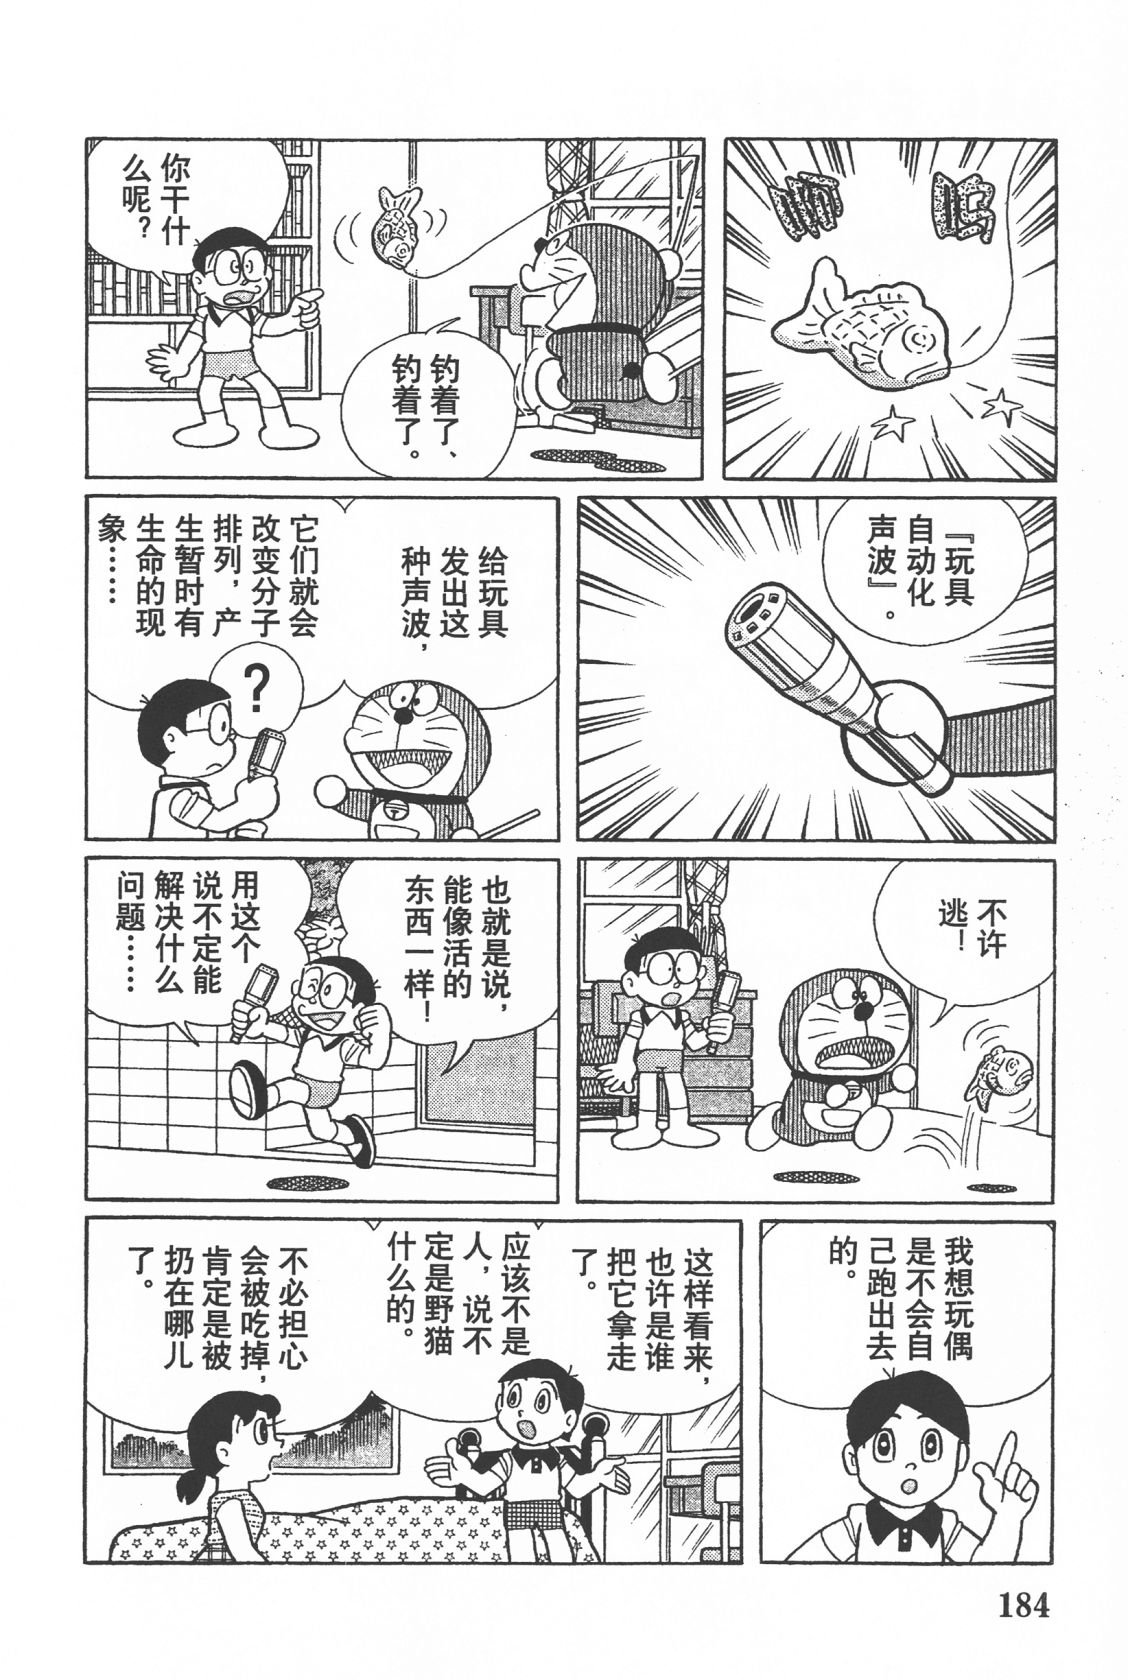 钓着了、
钓着了。
你干什
么呢？
『玩具
自动化
声波』。
给玩具
发出这
种声波，
它们就会
改变分子
排列，产
生暂时有
生命的现
象……
？
不许
逃！
也就是说，
能像活的
东西一样！
用这个
说不定能
解决什么
问题……
我想玩偶
是不会自
己跑出去
的。
这样看来，
也许是谁
把它拿走
了。
应该不是
人，说不
定是野猫
什么的。
不必担心
会被吃掉，
肯定是被
扔在哪儿
了。
184